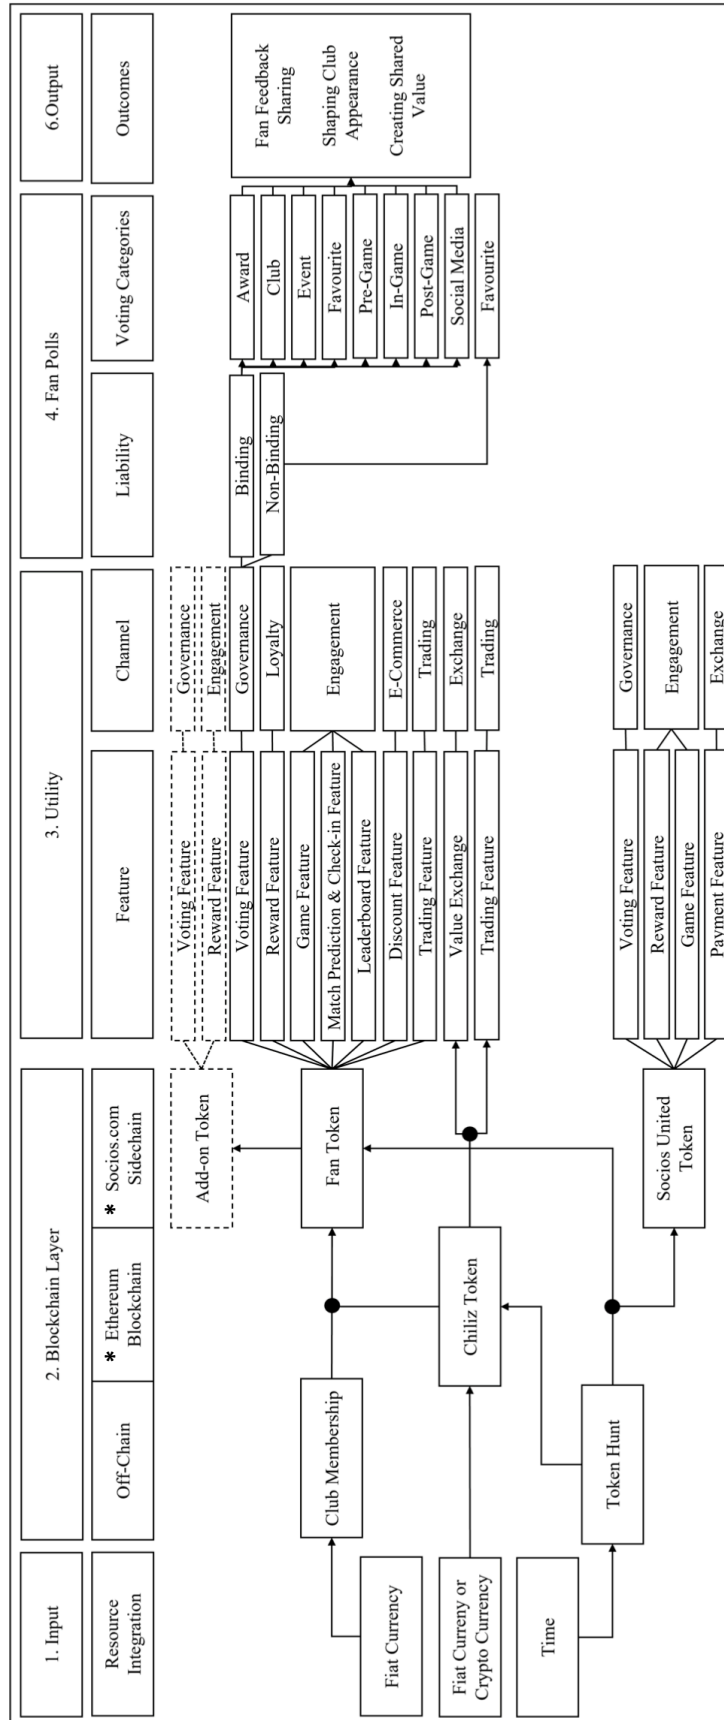 1. Input
2. Blockchain Layer
3. Utility
4. Fan Polls
6.Output
Resource
Integration
Off-Chain
* Ethereum
Blockchain
* Socios.com
Sidechain
Feature
Channel
Liability
Voting Categories
Outcomes
Fiat Currency
Fiat Curreny or
Crypto Currency
Time
Club Membership
Token Hunt
Chiliz Token
Add-on Token
Fan Token
Socios United
Token
Voting Feature
Reward Feature
Voting Feature
Reward Feature
Game Feature
Match Prediction & Check-in Feature
Leaderboard Feature
Discount Feature
Trading Feature
Value Exchange
Trading Feature
Voting Feature
Reward Feature
Game Feature
Payment Feature
Governance
Engagement
Governance
Loyalty
Engagement
E-Commerce
Trading
Exchange
Trading
Governance
Engagement
Exchange
Binding
Non-Binding
Award
Club
Event
Favourite
Pre-Game
In-Game
Post-Game
Social Media
Favourite
Fan Feedback
Sharing
Shaping Club
Appearance
Creating Shared
Value